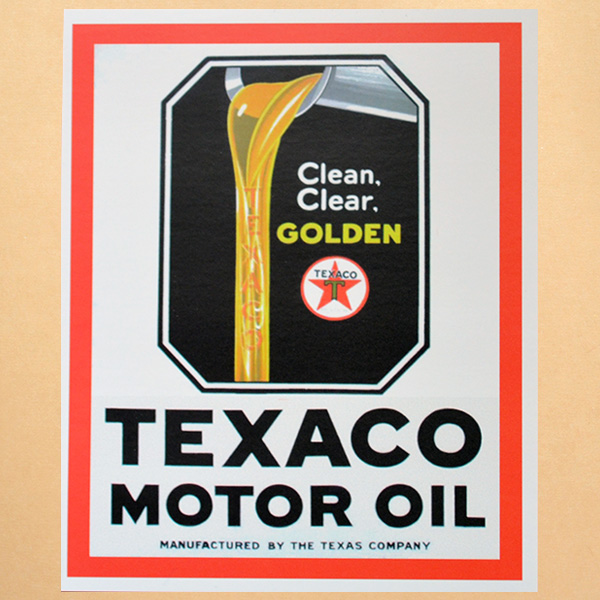 Clean,
Clear,
GOLDEN
TEXACO
T
TEXACO
TEXACO
MOTOR OIL
MANUFACTURED BY THE TEXAS COMPANY